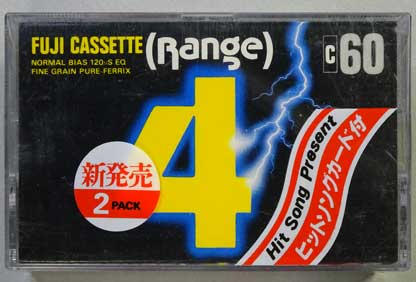 FUJI CASSETTE (Range) C60
NORMAL BIAS 120µS EQ
FINE GRAIN PURE-FERRIX
4
新発売
2 PACK
Hit Song Present
ヒットソングカード付